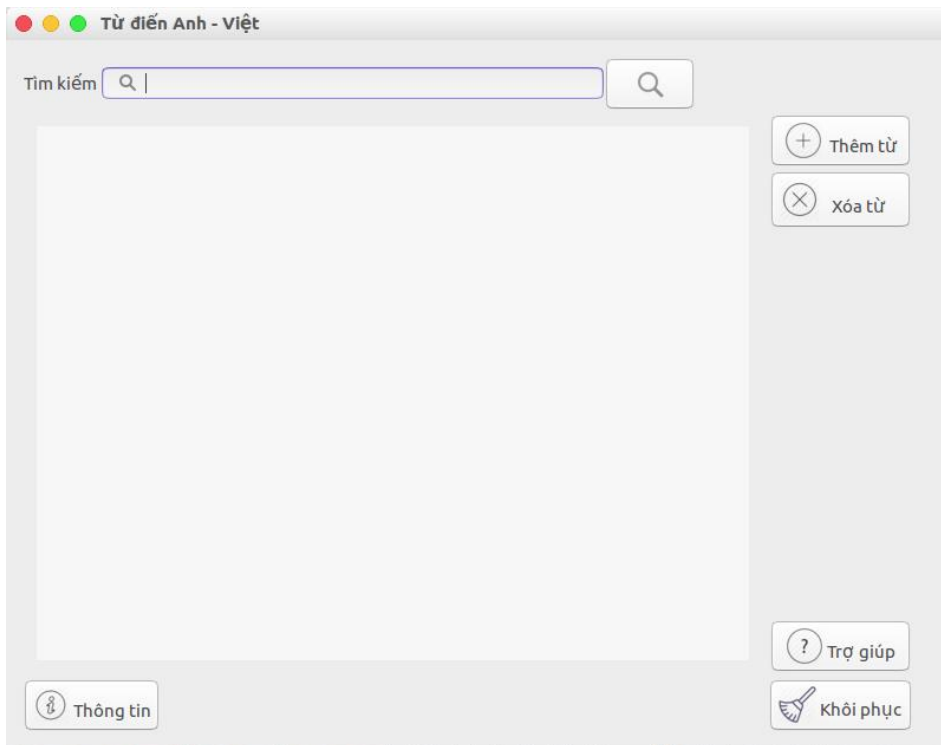 Từ điển Anh - Việt
Tìm kiếm
Thêm từ
Xóa từ
Trợ giúp
Thông tin
Khôi phục